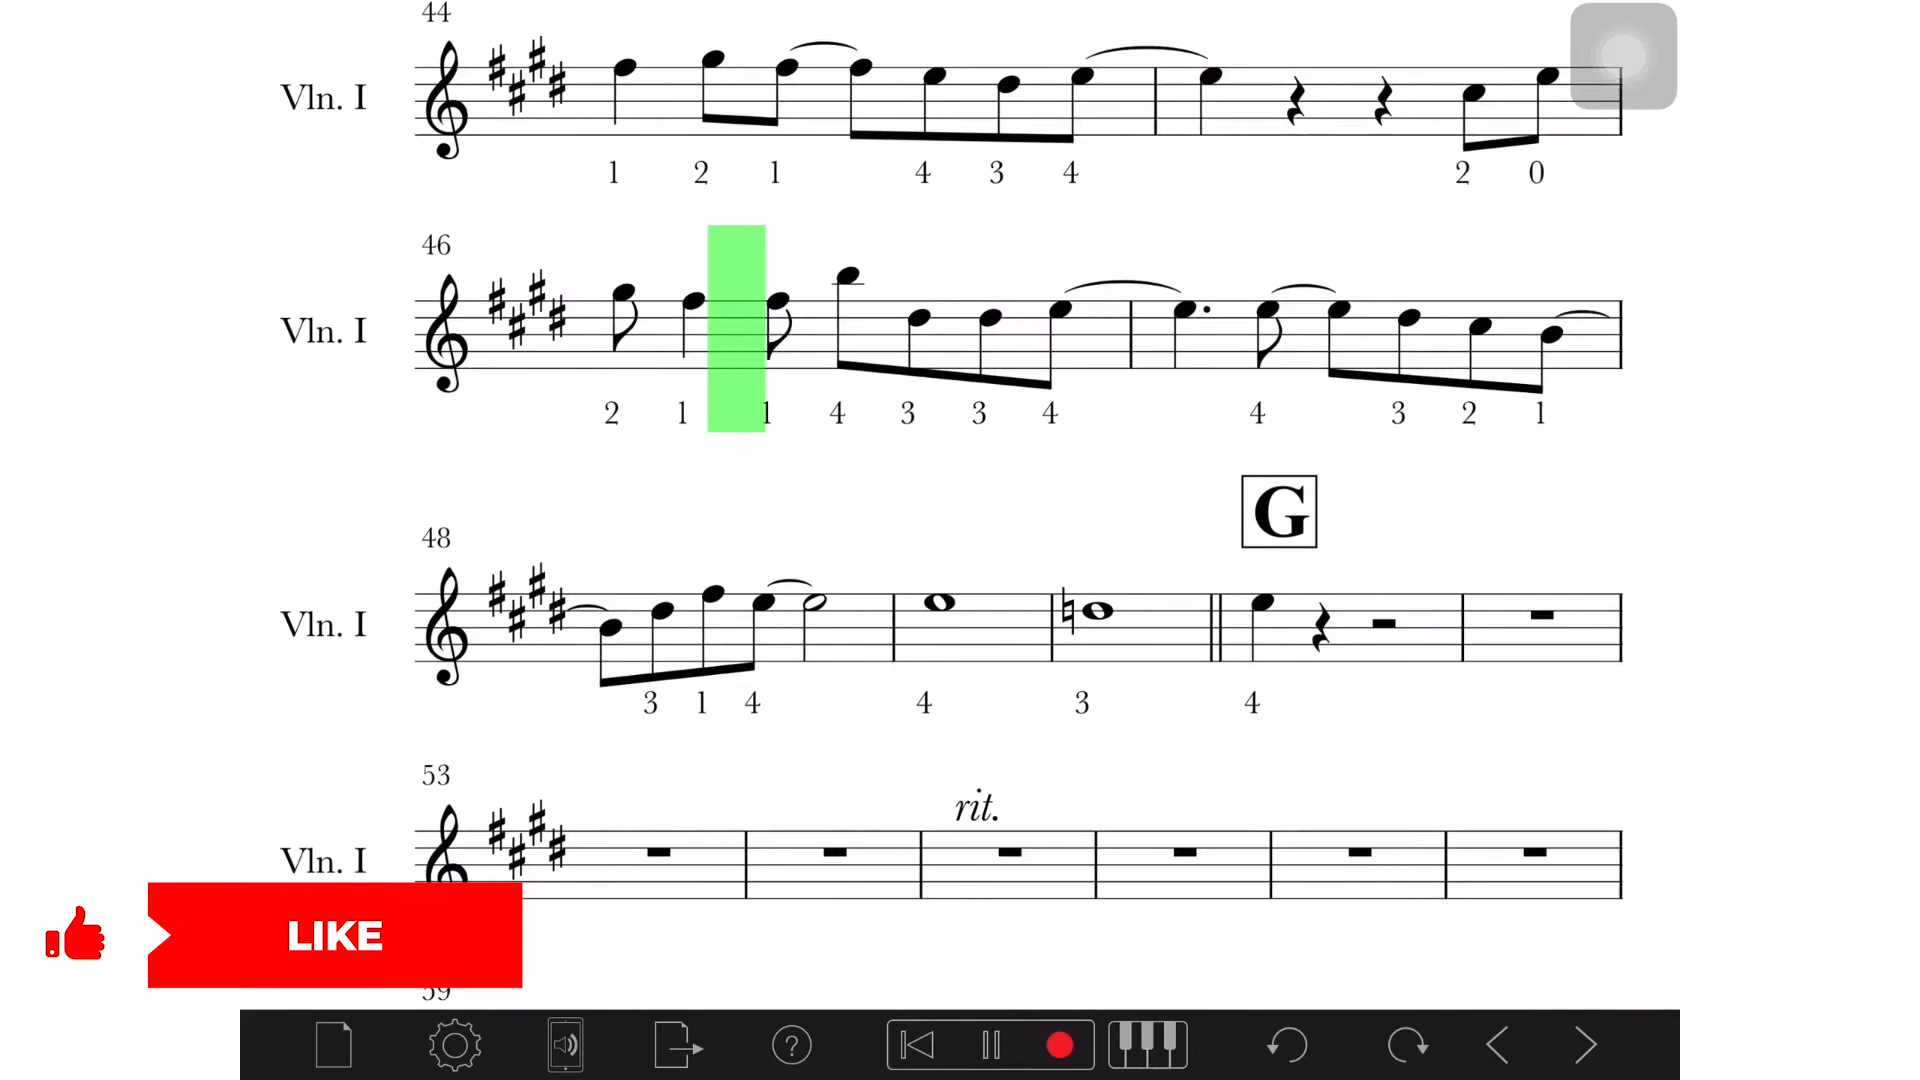 44
Vln. I
1 2 1 4 3 4 2 0
46
Vln. I
2 1 1 4 3 3 4 4 3 2 1
G
48
Vln. I
3 1 4 4 3 4
53
rit.
Vln. I
LIKE
59
?